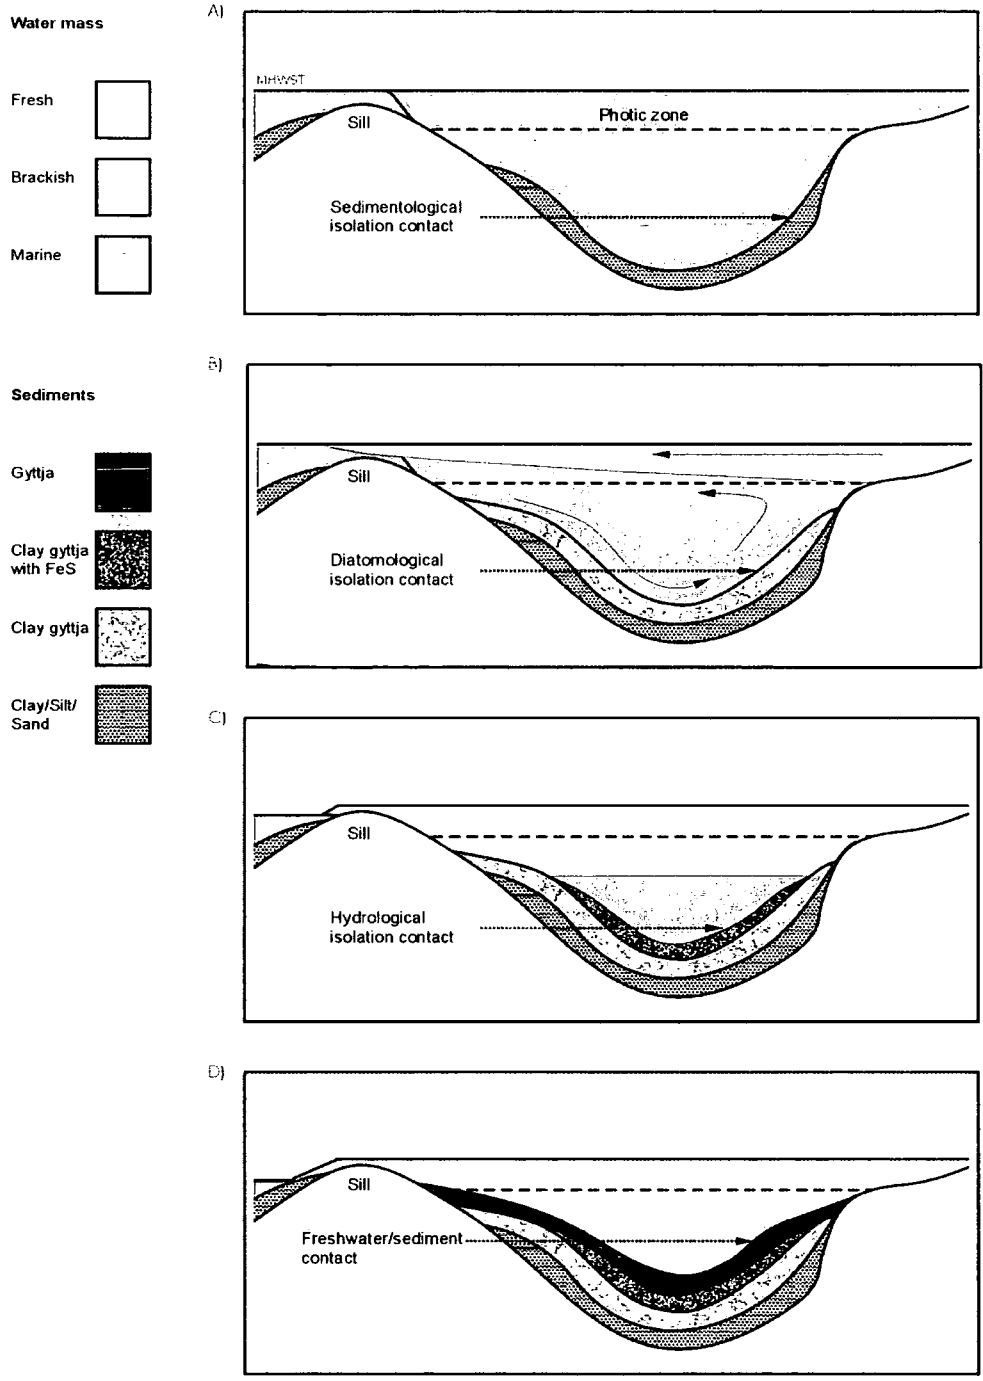 Water mass
Fresh
Brackish
Marine
Sediments
Gyttja
Clay gyttja
with FeS
Clay gyttja
Clay/Silt/
Sand
A)
MHWST
Sill
Photic zone
Sedimentological
isolation contact
B)
Sill
Diatomological
isolation contact
C)
Sill
Hydrological
isolation contact
D)
Sill
Freshwater/sediment
contact